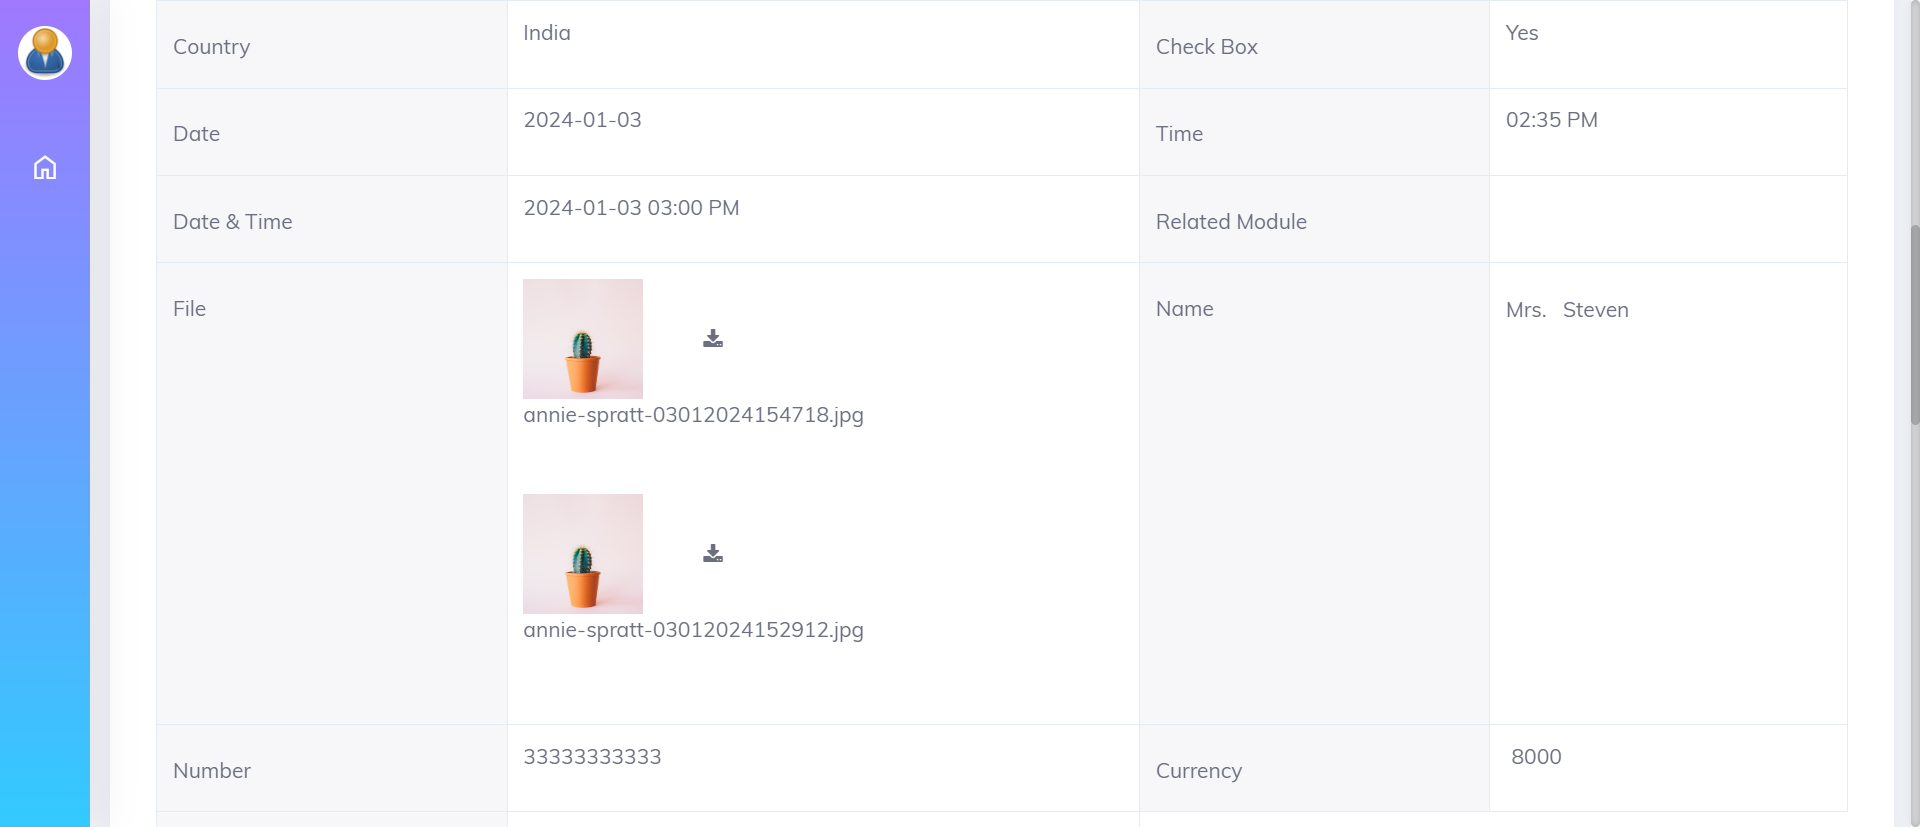 Country
India
Check Box
Yes
Date
2024-01-03
Time
02:35 PM
Date & Time
2024-01-03 03:00 PM
Related Module
File
annie-spratt-03012024154718.jpg
annie-spratt-03012024152912.jpg
Name
Mrs. Steven
Number
33333333333
Currency
8000